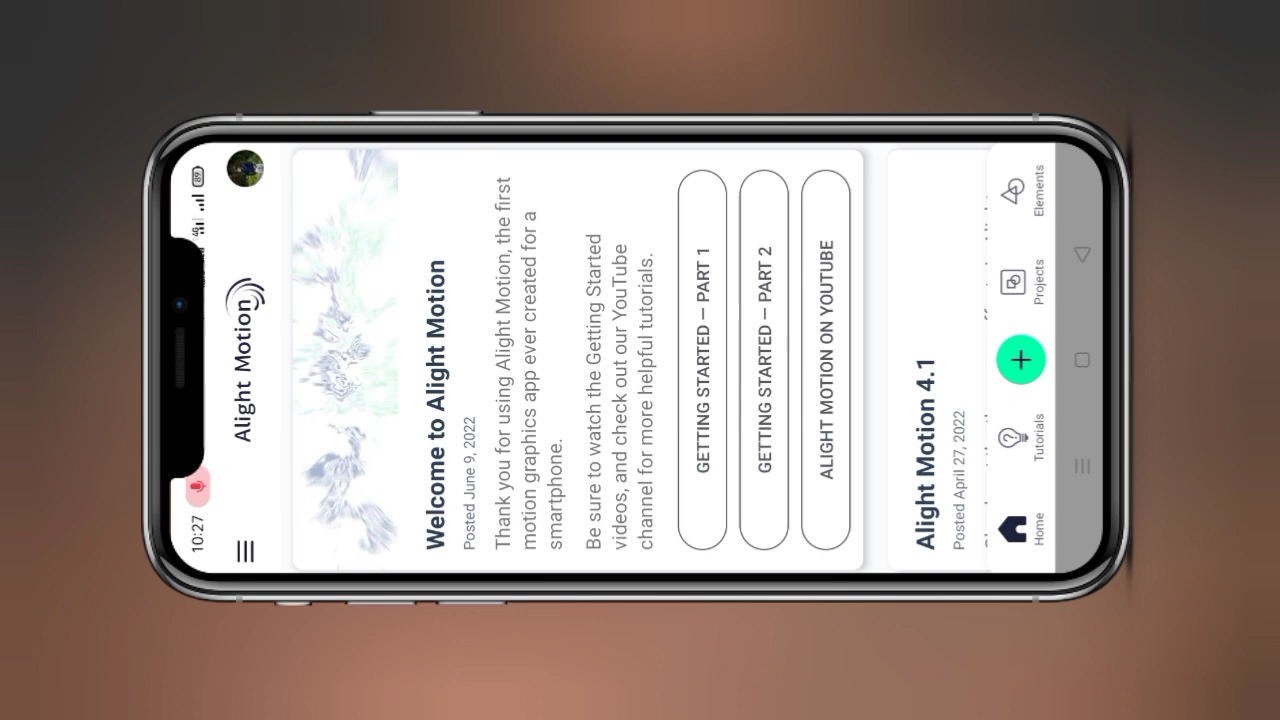 10:27
4G
89
Alight Motion
Welcome to Alight Motion
Posted June 9, 2022
Thank you for using Alight Motion, the first
motion graphics app ever created for a
smartphone.
Be sure to watch the Getting Started
videos, and check out our YouTube
channel for more helpful tutorials.
GETTING STARTED – PART 1
GETTING STARTED – PART 2
ALIGHT MOTION ON YOUTUBE
Alight Motion 4.1
Posted April 27, 2022
Home
Tutorials
Projects
Elements